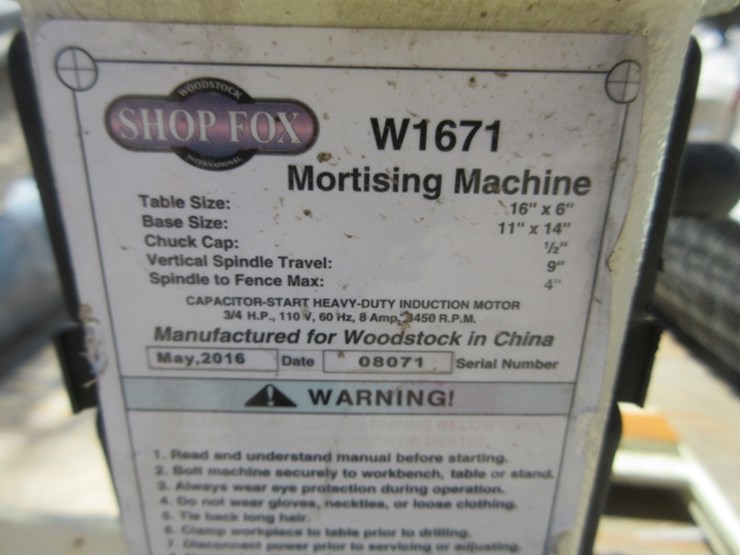 WOODSTOCK
SHOP FOX
INTERNATIONAL
W1671
Mortising Machine
Table Size: 16" x 6"
Base Size: 11" x 14"
Chuck Cap: 1/2"
Vertical Spindle Travel: 9"
Spindle to Fence Max: 4"
CAPACITOR-START HEAVY-DUTY INDUCTION MOTOR
3/4 H.P., 110 V, 60 Hz, 8 Amp, 3450 R.P.M.
Manufactured for Woodstock in China
May,2016 Date 08071 Serial Number
WARNING!
1. Read and understand manual before starting.
2. Bolt machine securely to workbench, table or stand.
3. Always wear eye protection during operation.
4. Do not wear gloves, neckties, or loose clothing.
5. Tie back long hair.
6. Clamp workpiece to table prior to drilling.
7. Disconnect power prior to servicing or adjusting.